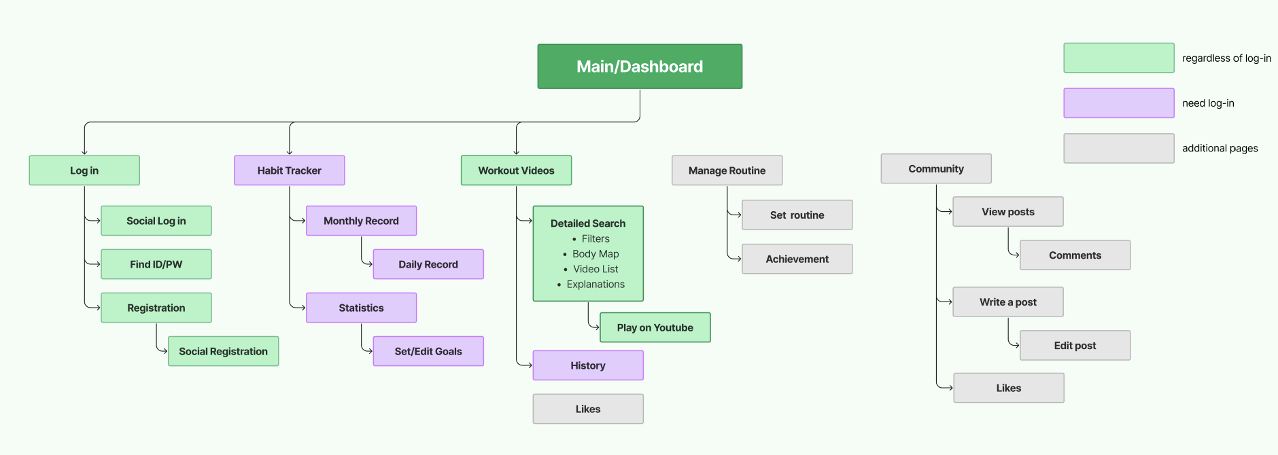 Main/Dashboard
regardless of log-in
need log-in
additional pages
Log in
Social Log in
Find ID/PW
Registration
Social Registration
Habit Tracker
Monthly Record
Daily Record
Statistics
Set/Edit Goals
Workout Videos
Detailed Search
• Filters
• Body Map
• Video List
• Explanations
Play on Youtube
History
Likes
Manage Routine
Set routine
Achievement
Community
View posts
Comments
Write a post
Edit post
Likes